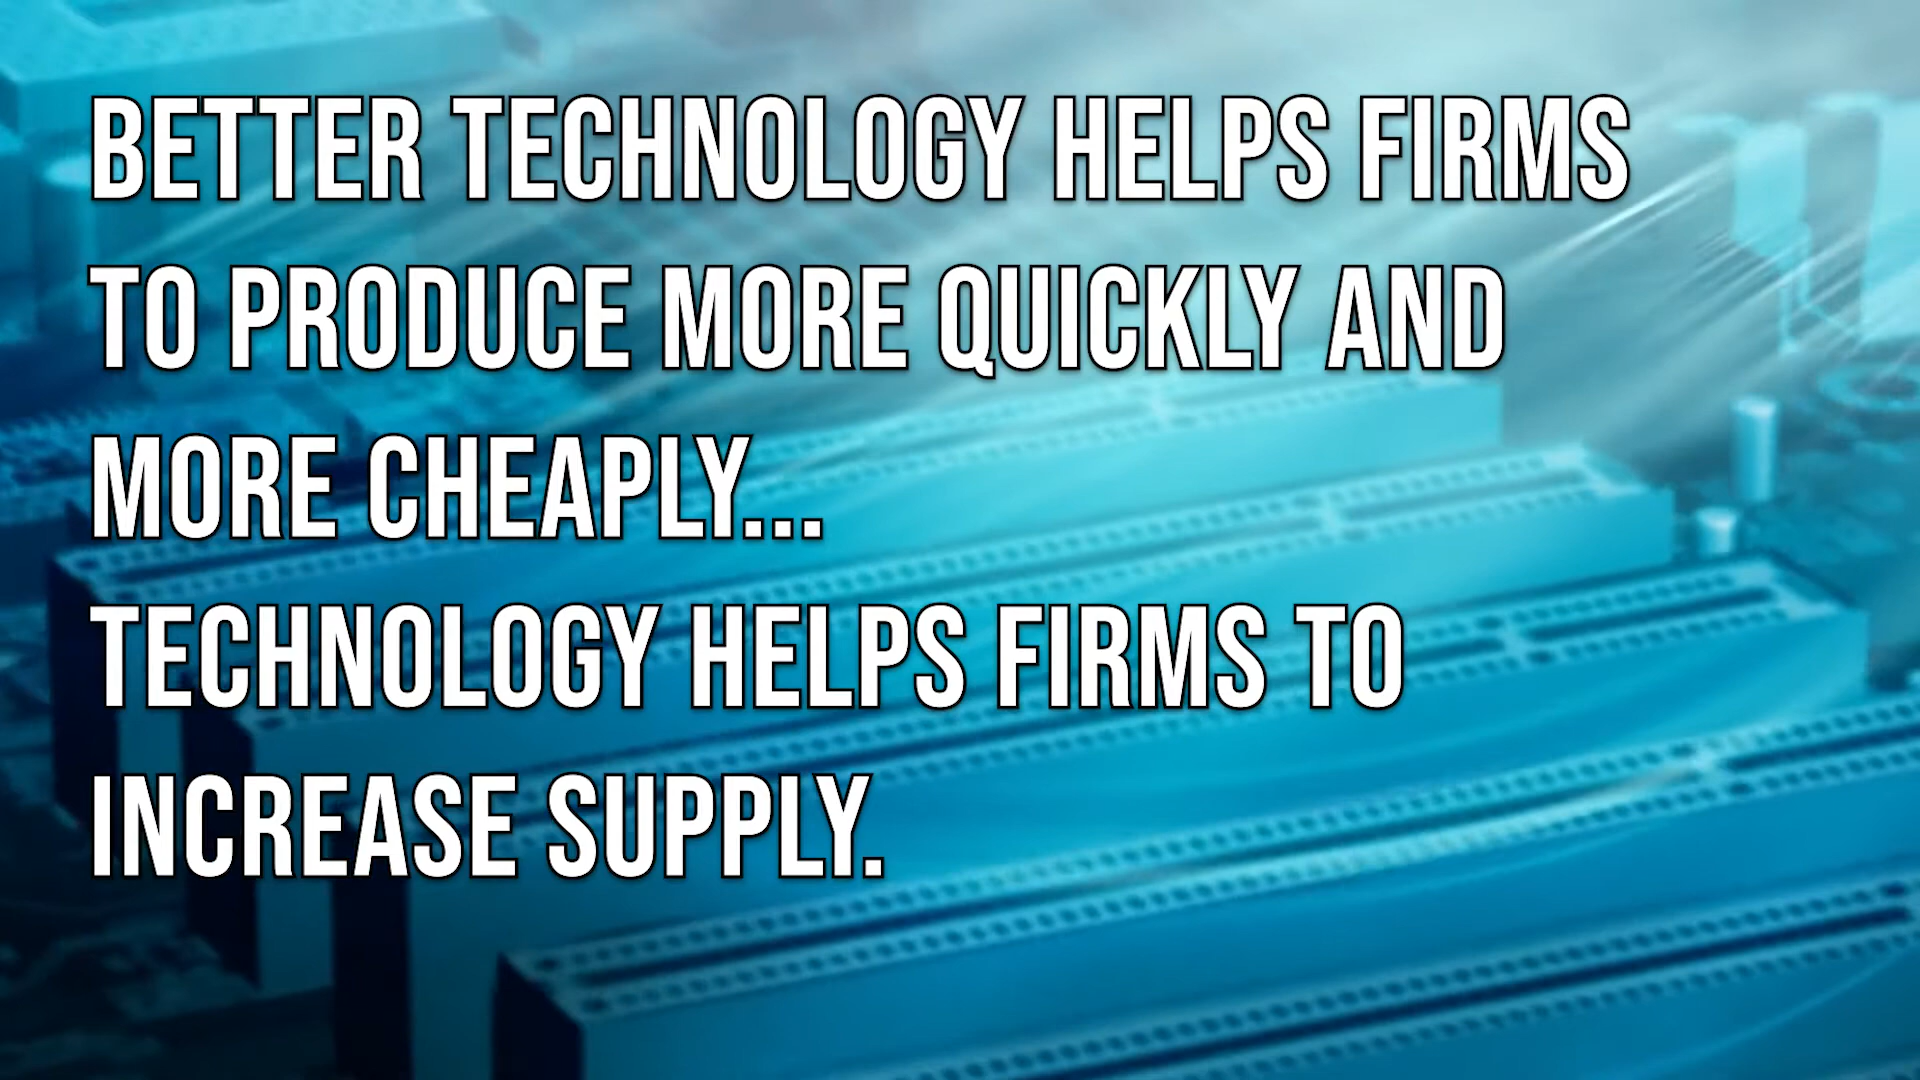 BETTER TECHNOLOGY HELPS FIRMS
TO PRODUCE MORE QUICKLY AND
MORE CHEAPLY...
TECHNOLOGY HELPS FIRMS TO
INCREASE SUPPLY.